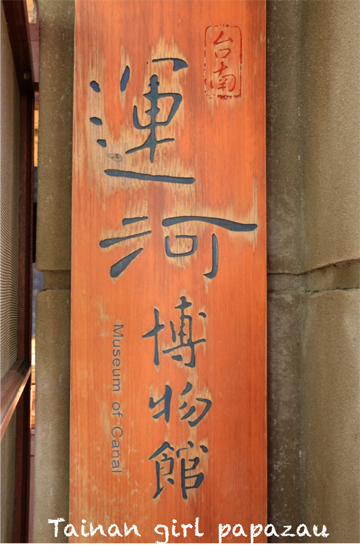 台南
運河
博物館
Museum of Canal
Tainan girl papazau